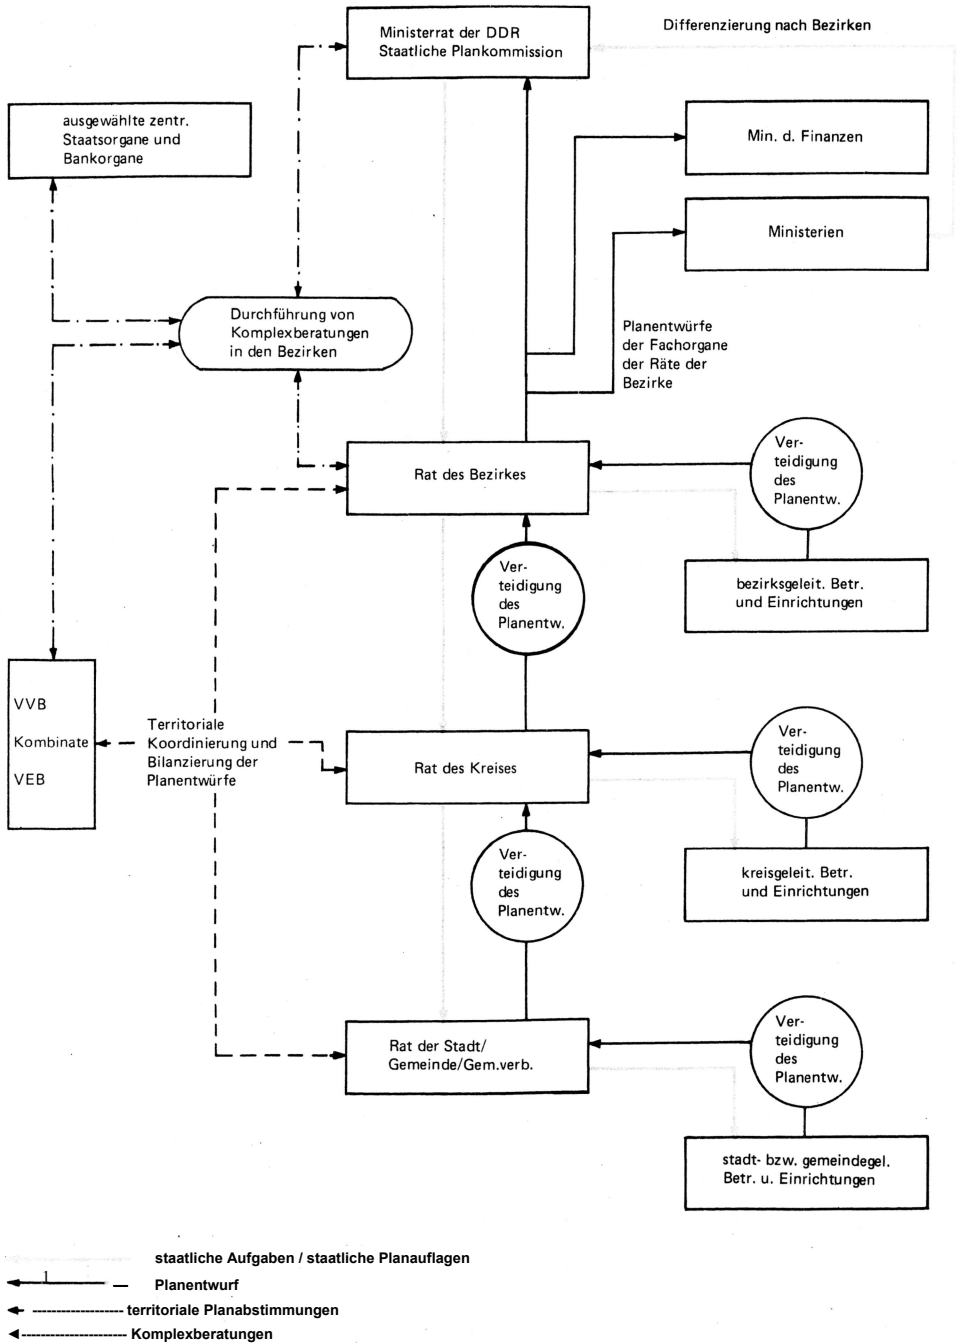 Ministerrat der DDR
Staatliche Plankommission
Differenzierung nach Bezirken
ausgewählte zentr.
Staatsorgane und
Bankorgane
Min. d. Finanzen
Ministerien
Durchführung von
Komplexberatungen
in den Bezirken
Planentwürfe
der Fachorgane
der Räte der
Bezirke
Rat des Bezirkes
Ver-
teidigung
des
Planentw.
Ver-
teidigung
des
Planentw.
bezirksgeleit. Betr.
und Einrichtungen
VVB
Kombinate
VEB
Territoriale
Koordinierung und
Bilanzierung der
Planentwürfe
Rat des Kreises
Ver-
teidigung
des
Planentw.
Ver-
teidigung
des
Planentw.
kreisgeleit. Betr.
und Einrichtungen
Rat der Stadt/
Gemeinde/Gem.verb.
Ver-
teidigung
des
Planentw.
stadt- bzw. gemeindegel.
Betr. u. Einrichtungen
staatliche Aufgaben / staatliche Planauflagen
Planentwurf
territoriale Planabstimmungen
Komplexberatungen